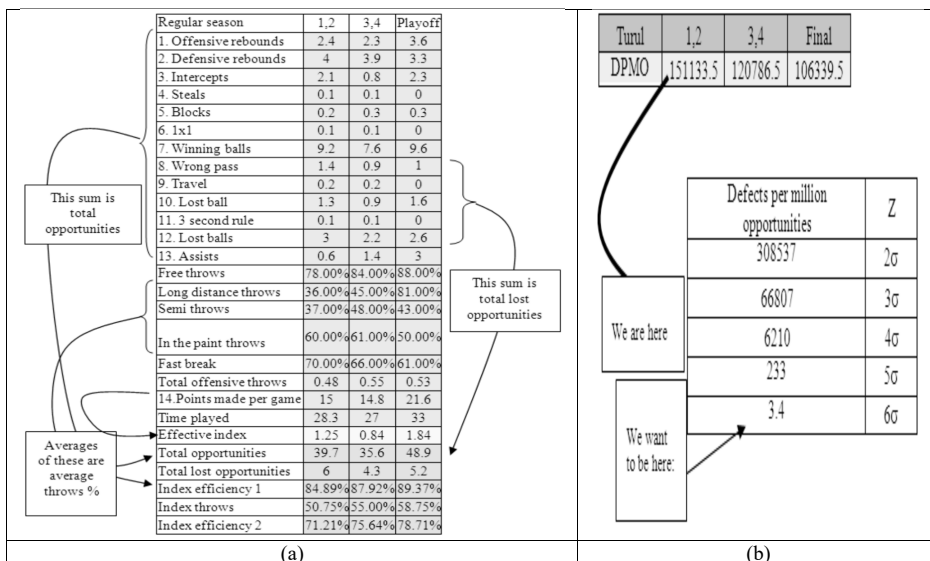 Regular season 1,2 3,4 Playoff
1. Offensive rebounds 2.4 2.3 3.6
2. Defensive rebounds 4 3.9 3.3
3. Intercepts 2.1 0.8 2.3
4. Steals 0.1 0.1 0
5. Blocks 0.2 0.3 0.3
6. 1x1 0.1 0.1 0
7. Winning balls 9.2 7.6 9.6
8. Wrong pass 1.4 0.9 1
9. Travel 0.2 0.2 0
10. Lost ball 1.3 0.9 1.6
11. 3 second rule 0.1 0.1 0
12. Lost balls 3 2.2 2.6
13. Assists 0.6 1.4 3
Free throws 78.00% 84.00% 88.00%
Long distance throws 36.00% 45.00% 81.00%
Semi throws 37.00% 48.00% 43.00%
In the paint throws 60.00% 61.00% 50.00%
Fast break 70.00% 66.00% 61.00%
Total offensive throws 0.48 0.55 0.53
14.Points made per game 15 14.8 21.6
Time played 28.3 27 33
Effective index 1.25 0.84 1.84
Total opportunities 39.7 35.6 48.9
Total lost opportunities 6 4.3 5.2
Index efficiency 1 84.89% 87.92% 89.37%
Index throws 50.75% 55.00% 58.75%
Index efficiency 2 71.21% 75.64% 78.71%
This sum is
total
opportunities
Averages
of these are
average
throws %
This sum is
total lost
opportunities
(a)
Turul 1,2 3,4 Final
DPMO 151133.5 120786.5 106339.5
Defects per million
opportunities Z
308537 2σ
66807 3σ
6210 4σ
233 5σ
3.4 6σ
We are here
We want
to be here:
(b)